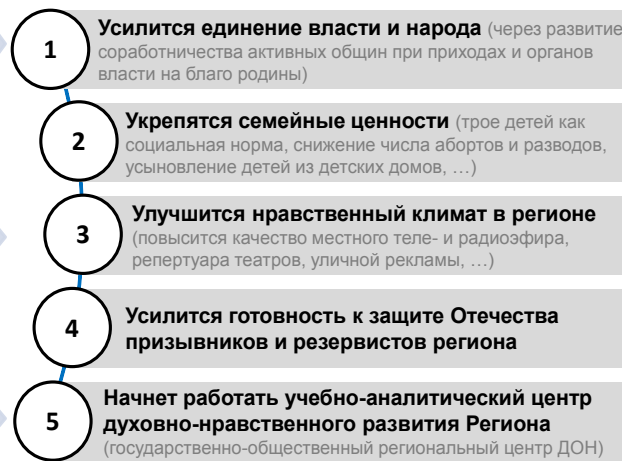 1
Усилится единение власти и народа (через развитие
соработничества активных общин при приходах и органов
власти на благо родины)
2
Укрепятся семейные ценности (трое детей как
социальная норма, снижение числа абортов и разводов,
усыновление детей из детских домов, …)
3
Улучшится нравственный климат в регионе
(повысится качество местного теле- и радиоэфира,
репертуара театров, уличной рекламы, …)
4
Усилится готовность к защите Отечества
призывников и резервистов региона
5
Начнет работать учебно-аналитический центр
духовно-нравственного развития Региона
(государственно-общественный региональный центр ДОН)